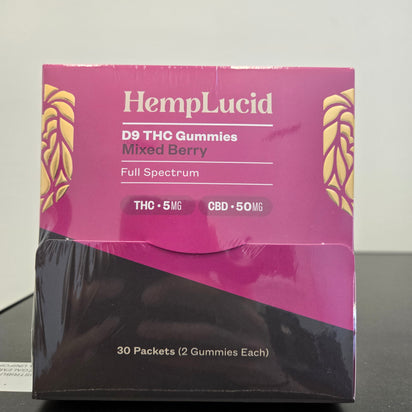 HempLucid
D9 THC Gummies
Mixed Berry
Full Spectrum
THC • 5MG CBD • 50MG
30 Packets (2 Gummies Each)